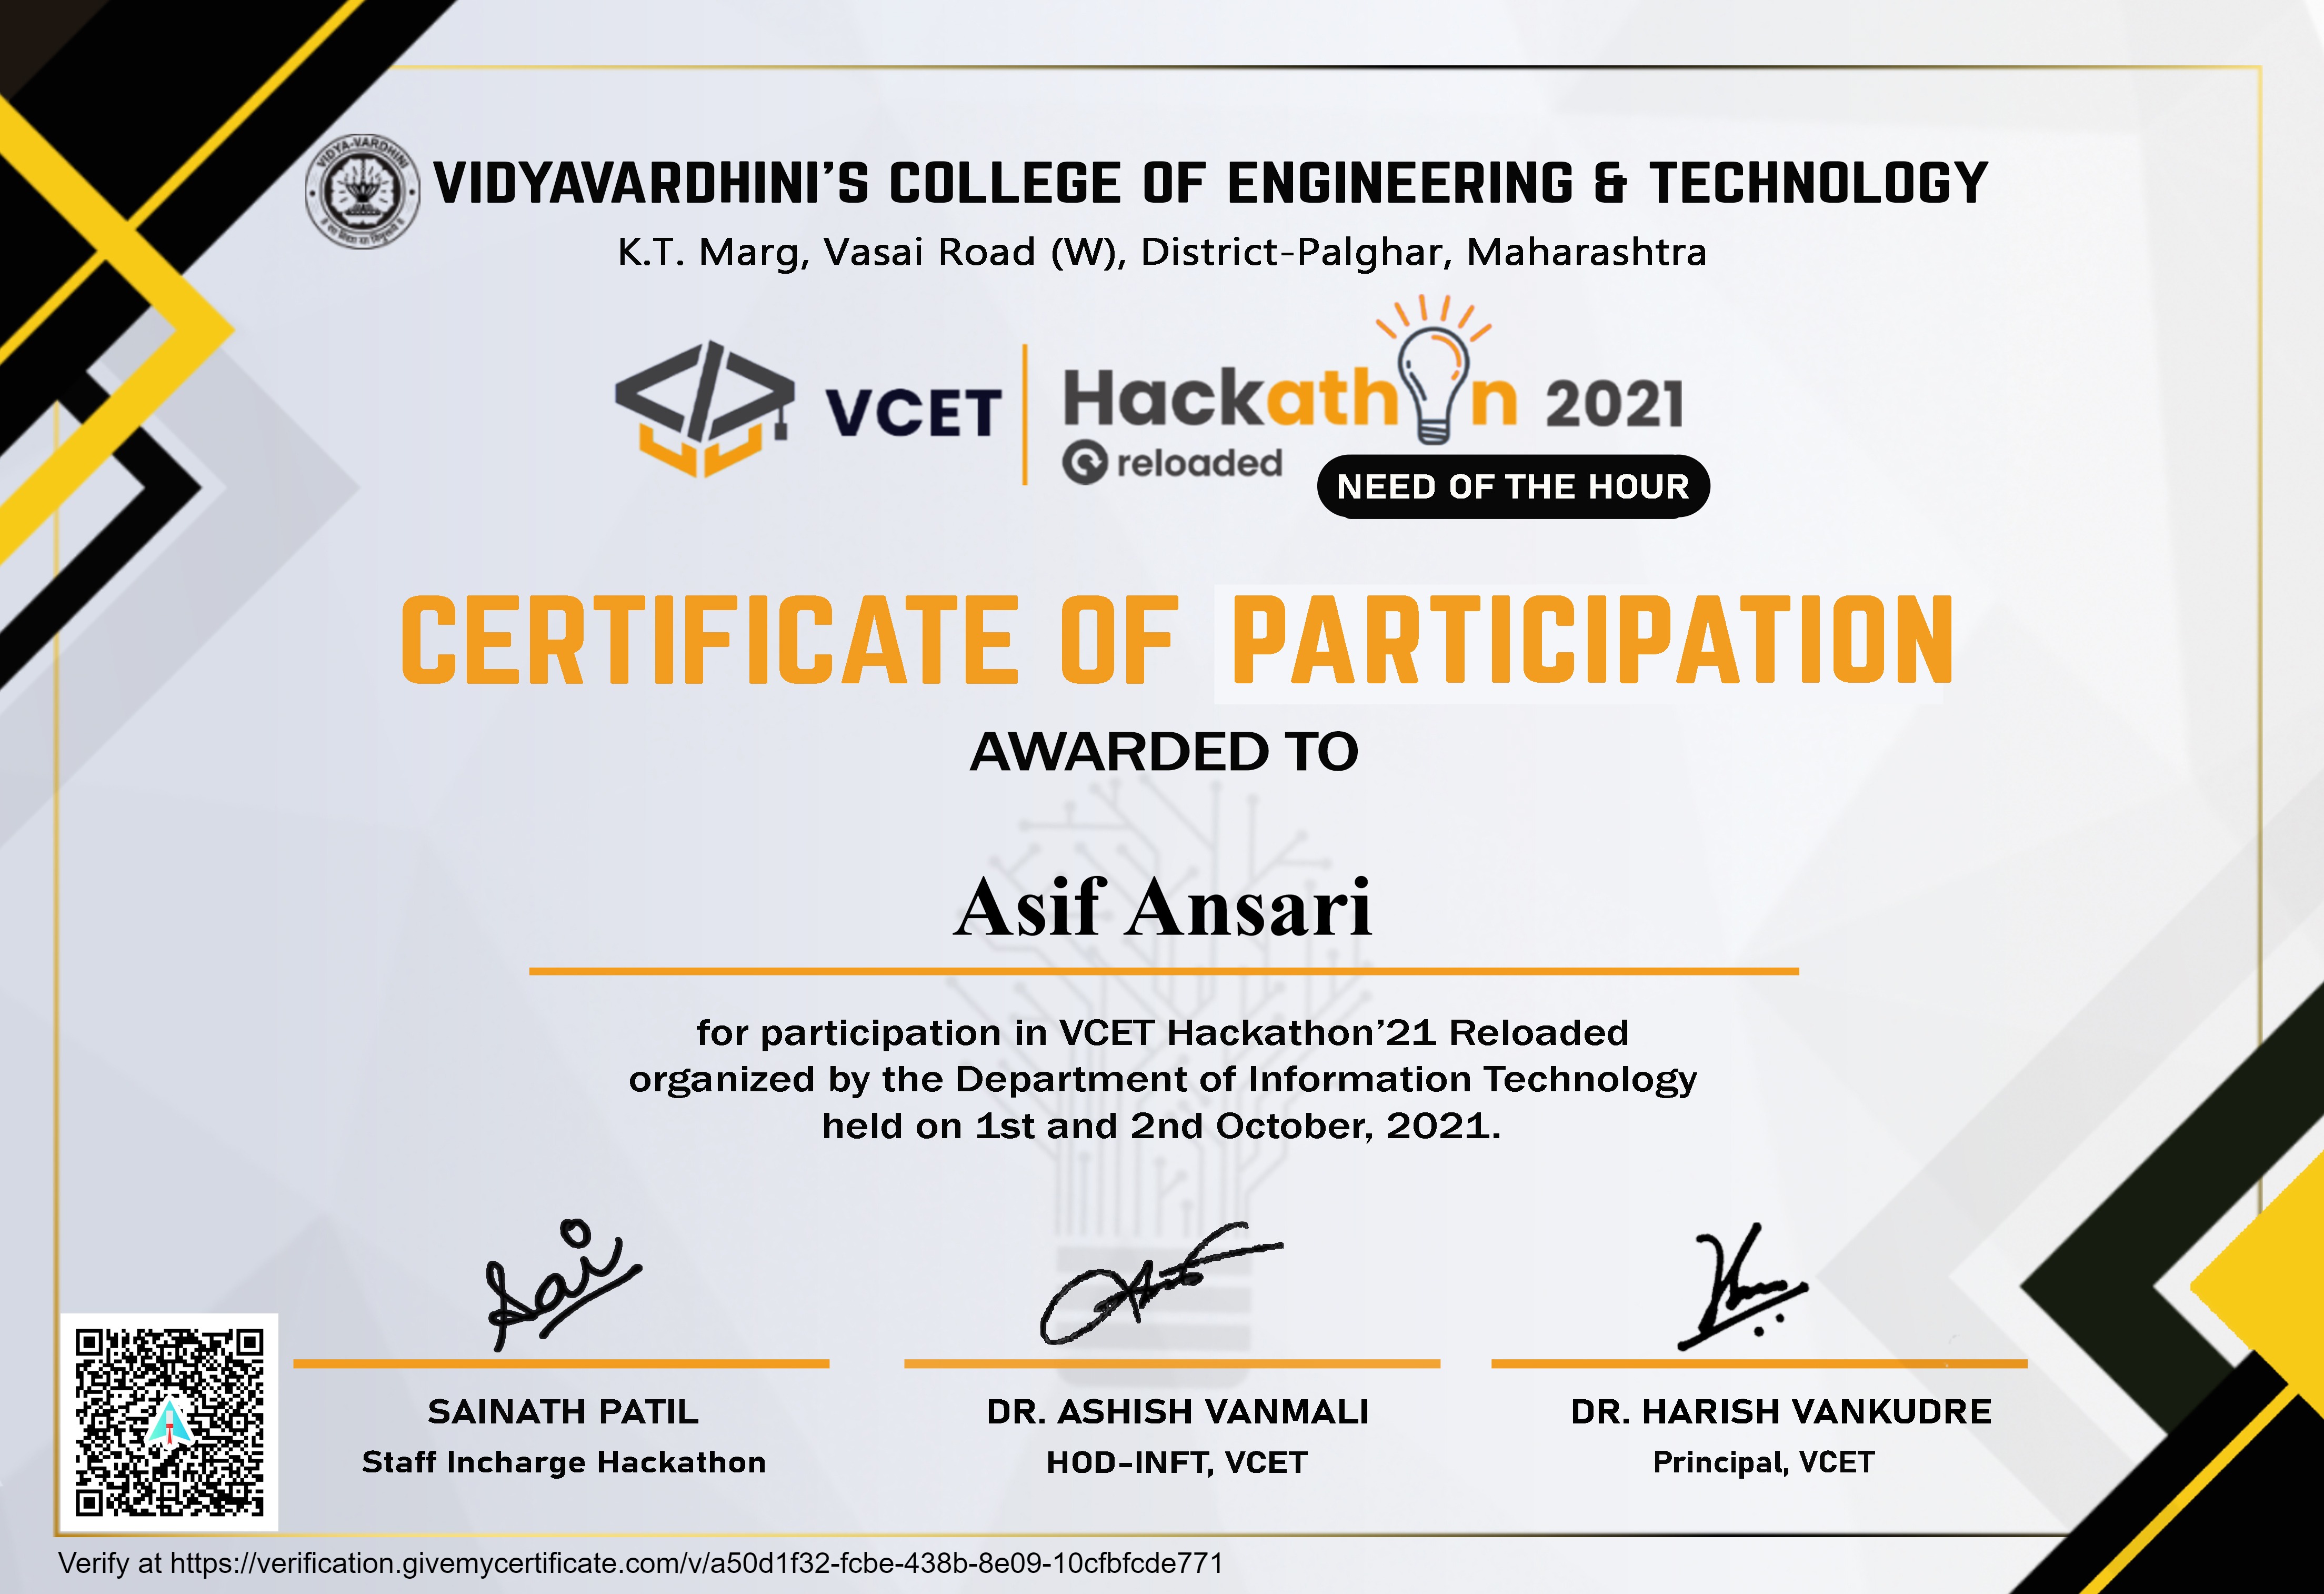 VIDYA-VARDHINI
VIDYAVARDHINI'S COLLEGE OF ENGINEERING & TECHNOLOGY
K.T. Marg, Vasai Road (W), District-Palghar, Maharashtra
VCET
Hackathon 2021
reloaded
NEED OF THE HOUR
CERTIFICATE OF PARTICIPATION
AWARDED TO
Asif Ansari
for participation in VCET Hackathon’21 Reloaded
organized by the Department of Information Technology
held on 1st and 2nd October, 2021.
Sai
SAINATH PATIL
Staff Incharge Hackathon
DR. ASHISH VANMALI
HOD-INFT, VCET
DR. HARISH VANKUDRE
Principal, VCET
Verify at https://verification.givemycertificate.com/v/a50d1f32-fcbe-438b-8e09-10cfbfcde771